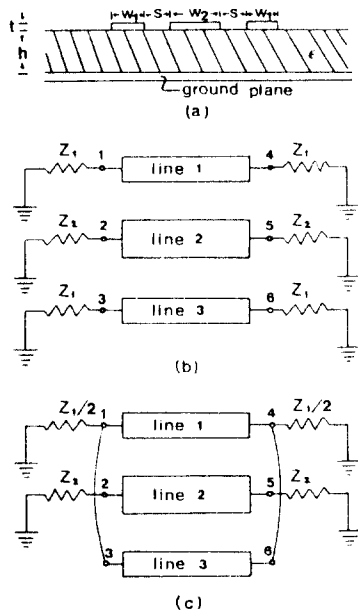 W₁ S W₂ S W₁
t
h
ϵ
ground plane
(a)
Z₁ 1 line 1 4 Z₁
Z₂ 2 line 2 5 Z₂
Z₁ 3 line 3 6 Z₁
(b)
Z₁/2 1 line 1 4 Z₁/2
Z₂ 2 line 2 5 Z₂
3 line 3 6
(c)